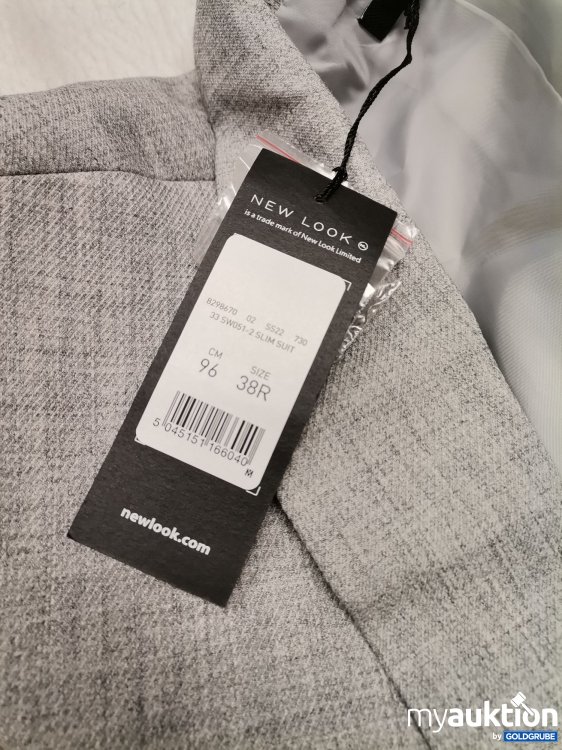 NEW LOOK
is a trade mark of New Look Limited
8298670 02 SS22 730
33 SW051-2 SLIM SUIT
CM SIZE
96 38R
5 045151 166040
newlook.com
myauktion
by GOLDGRUBE